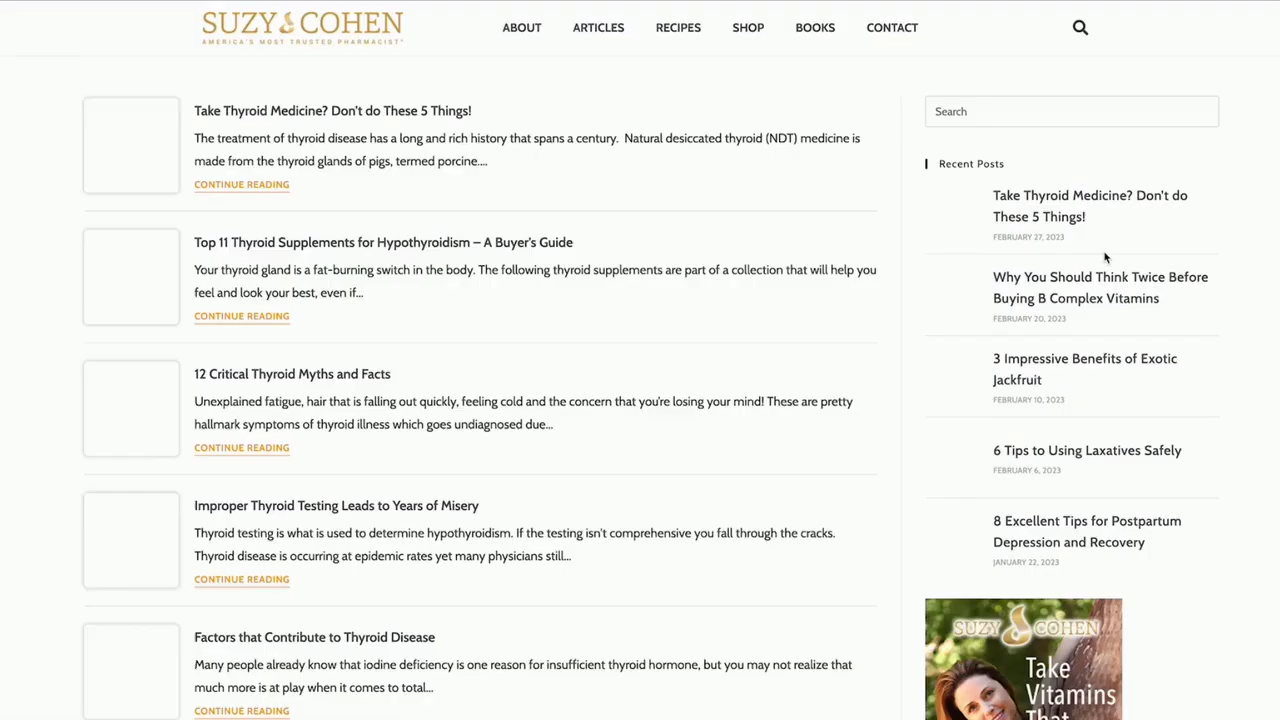 SUZY COHEN
AMERICA'S MOST TRUSTED PHARMACIST
ABOUT
ARTICLES
RECIPES
SHOP
BOOKS
CONTACT
Take Thyroid Medicine? Don't do These 5 Things!
The treatment of thyroid disease has a long and rich history that spans a century. Natural desiccated thyroid (NDT) medicine is
made from the thyroid glands of pigs, termed porcine....
CONTINUE READING
Top 11 Thyroid Supplements for Hypothyroidism – A Buyer's Guide
Your thyroid gland is a fat-burning switch in the body. The following thyroid supplements are part of a collection that will help you
feel and look your best, even if...
CONTINUE READING
12 Critical Thyroid Myths and Facts
Unexplained fatigue, hair that is falling out quickly, feeling cold and the concern that you're losing your mind! These are pretty
hallmark symptoms of thyroid illness which goes undiagnosed due...
CONTINUE READING
Improper Thyroid Testing Leads to Years of Misery
Thyroid testing is what is used to determine hypothyroidism. If the testing isn't comprehensive you fall through the cracks.
Thyroid disease is occurring at epidemic rates yet many physicians still...
CONTINUE READING
Factors that Contribute to Thyroid Disease
Many people already know that iodine deficiency is one reason for insufficient thyroid hormone, but you may not realize that
much more is at play when it comes to total...
CONTINUE READING
Search
Recent Posts
Take Thyroid Medicine? Don't do
These 5 Things!
FEBRUARY 27, 2023
Why You Should Think Twice Before
Buying B Complex Vitamins
FEBRUARY 20, 2023
3 Impressive Benefits of Exotic
Jackfruit
FEBRUARY 10, 2023
6 Tips to Using Laxatives Safely
FEBRUARY 6, 2023
8 Excellent Tips for Postpartum
Depression and Recovery
JANUARY 22, 2023
SUZY COHEN
Take
Vitamins
That